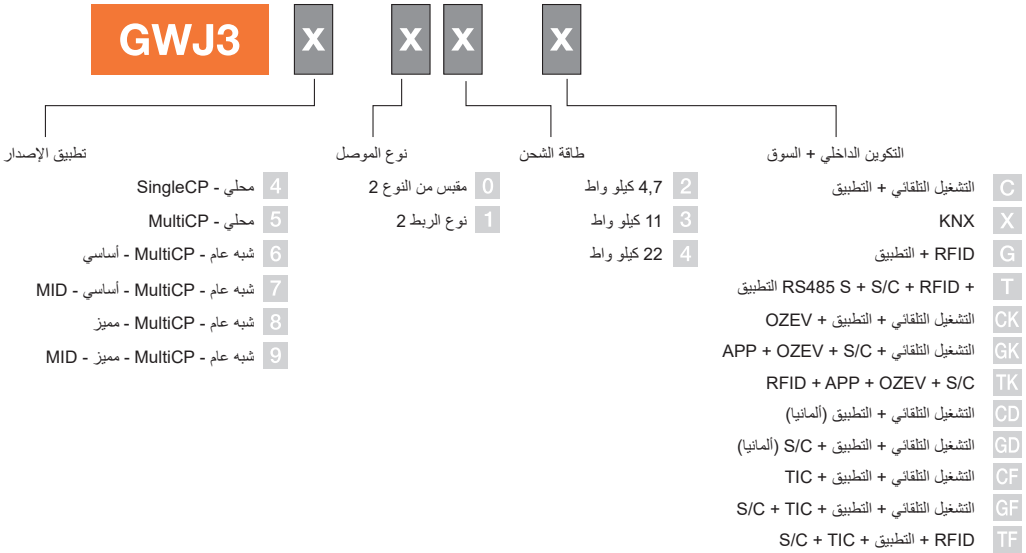 GWJ3 X X X X
تطبيق الإصدار
4 محلي - SingleCP
5 محلي - MultiCP
6 شبه عام - MultiCP - أساسي
7 شبه عام - MultiCP - أساسي - MID
8 شبه عام - MultiCP - مميز
9 شبه عام - MultiCP - مميز - MID
نوع الموصل
0 مقبس من النوع 2
1 نوع الربط 2
طاقة الشحن
2 4,7 كيلو واط
3 11 كيلو واط
4 22 كيلو واط
التكوين الداخلي + السوق
C التشغيل التلقائي + التطبيق
X KNX
G RFID + التطبيق
T RS485 S + S/C + RFID + التطبيق
CK التشغيل التلقائي + التطبيق + OZEV
GK التشغيل التلقائي + APP + OZEV + S/C
TK RFID + APP + OZEV + S/C
CD التشغيل التلقائي + التطبيق (ألمانيا)
GD التشغيل التلقائي + التطبيق + S/C (ألمانيا)
CF التشغيل التلقائي + التطبيق + TIC
GF التشغيل التلقائي + التطبيق + S/C + TIC
TF RFID + التطبيق + S/C + TIC